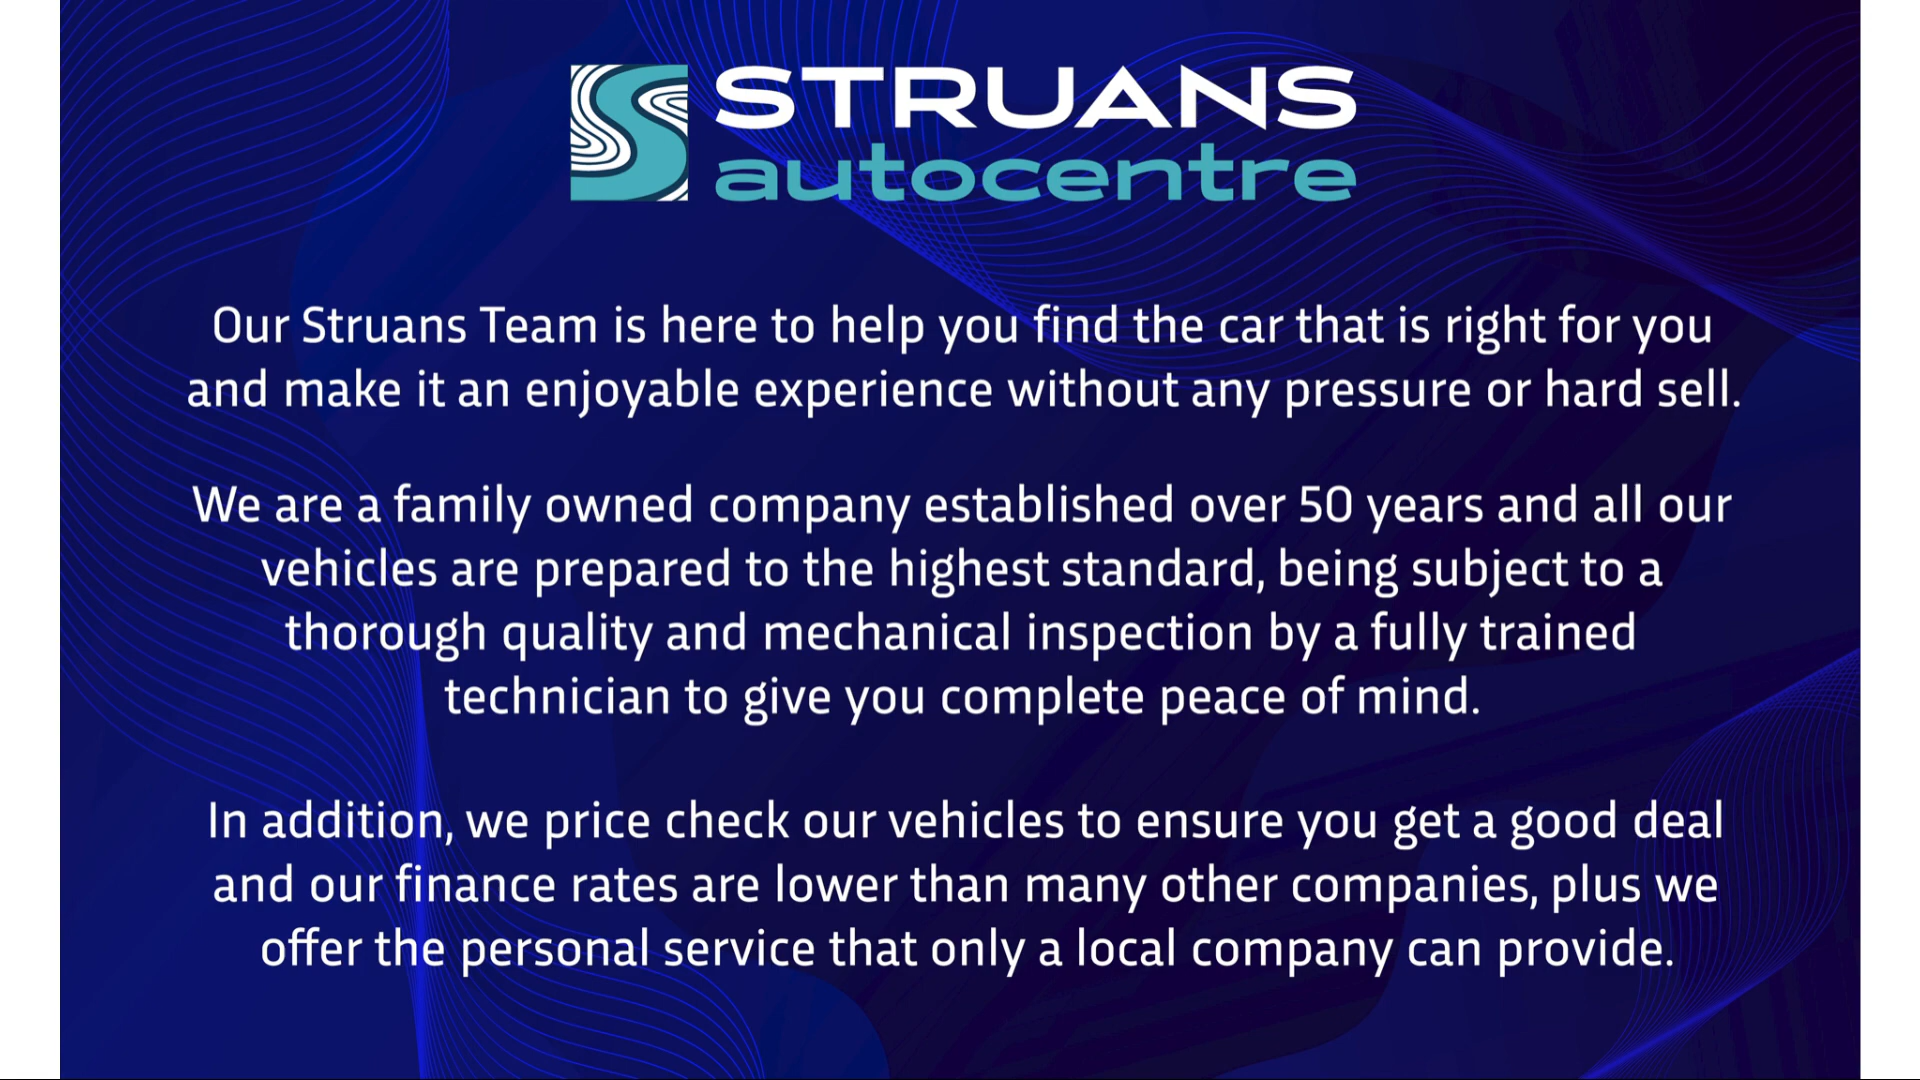 STRUANS
autocentre
Our Struans Team is here to help you find the car that is right for you
and make it an enjoyable experience without any pressure or hard sell.
We are a family owned company established over 50 years and all our
vehicles are prepared to the highest standard, being subject to a
thorough quality and mechanical inspection by a fully trained
technician to give you complete peace of mind.
In addition, we price check our vehicles to ensure you get a good deal
and our finance rates are lower than many other companies, plus we
offer the personal service that only a local company can provide.